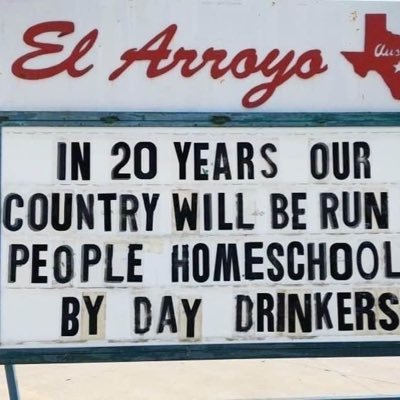 El Arroyo
IN 20 YEARS OUR
COUNTRY WILL BE RUN
PEOPLE HOMESCHOOL
BY DAY DRINKERS